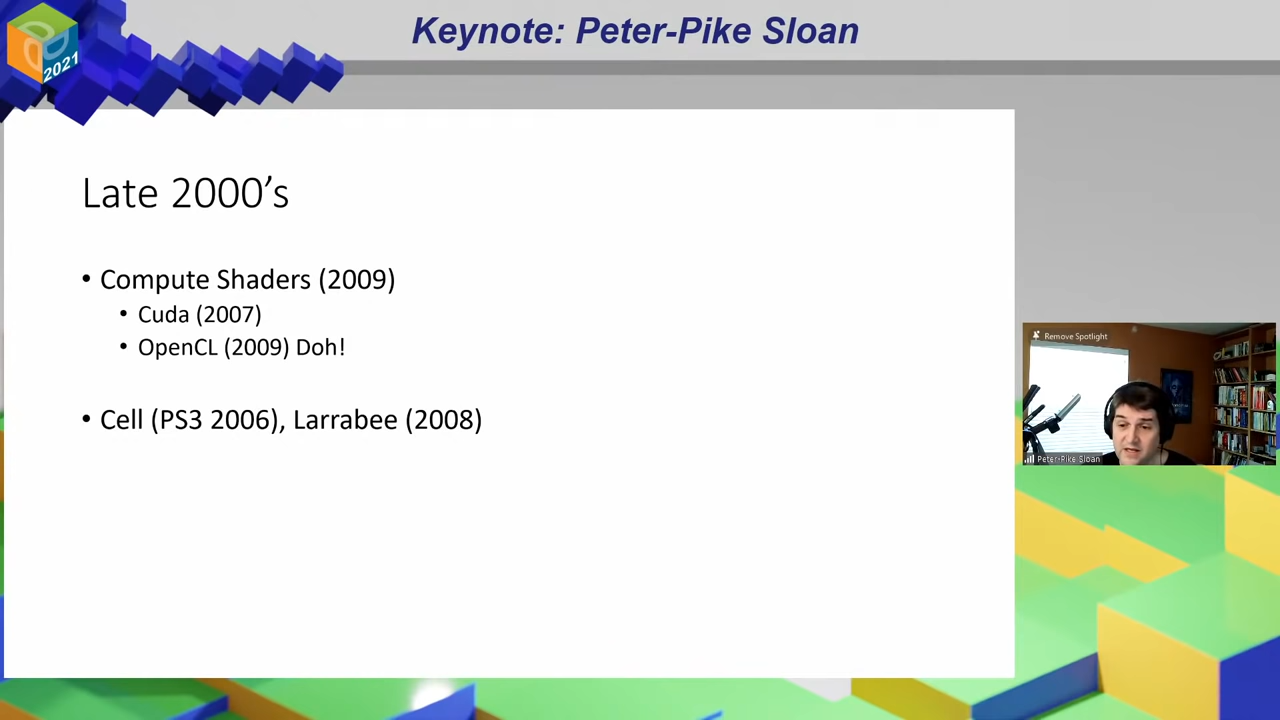 Keynote: Peter-Pike Sloan
2021
Late 2000's
• Compute Shaders (2009)
• Cuda (2007)
• OpenCL (2009) Doh!
• Cell (PS3 2006), Larrabee (2008)
Remove Spotlight
Peter-Pike Sloan